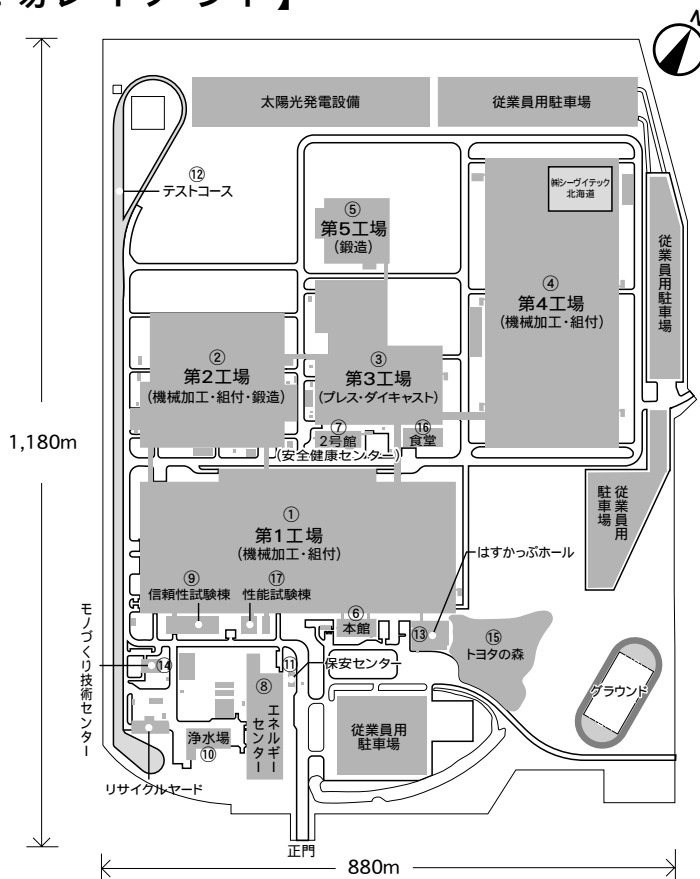 場レイアウト】
N
太陽光発電設備
従業員用駐車場
⑫
テストコース
㈱シーヴイテック
北海道
⑤
第5工場
(鍛造)
従業員用駐車場
④
第4工場
(機械加工・組付)
②
第2工場
(機械加工・組付・鍛造)
③
第3工場
(プレス・ダイキャスト)
1,180m
⑦
2号館
(安全健康センター)
⑯
食堂
従業員用
駐車場
①
第1工場
(機械加工・組付)
はすかっぷホール
⑨
信頼性試験棟
⑰
性能試験棟
⑥
本館
⑬
⑮
トヨタの森
モノづくり技術センター
⑭
⑪
保安センター
⑧
エネルギー
センター
グラウンド
従業員用
駐車場
浄水場
⑩
リサイクルヤード
正門
880m